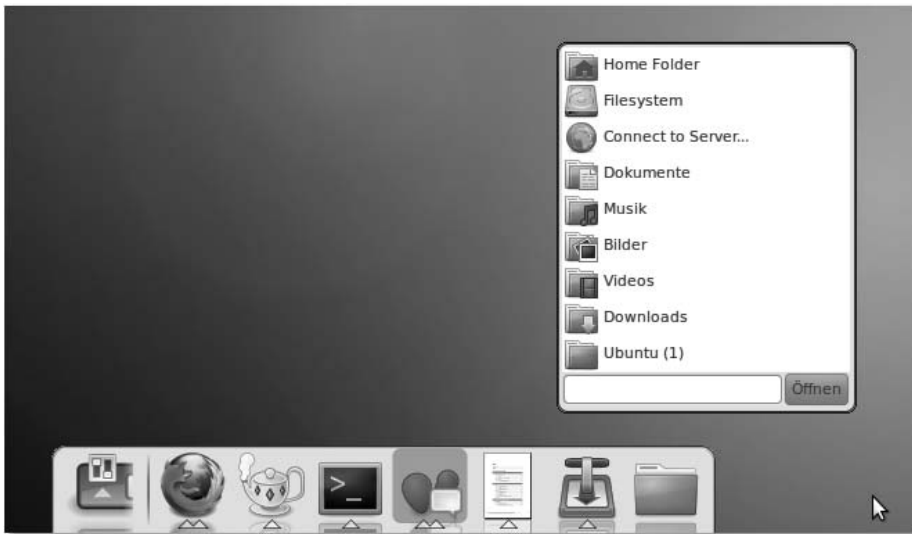 Home Folder
Filesystem
Connect to Server...
Dokumente
Musik
Bilder
Videos
Downloads
Ubuntu (1)
Öffnen
>_